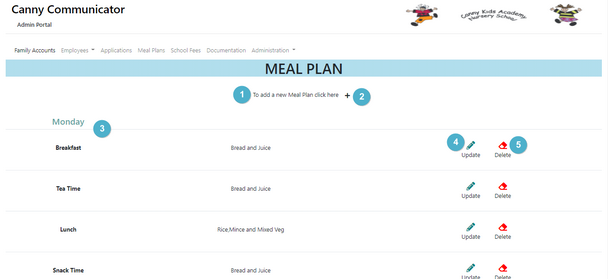 Canny Communicator
Admin Portal
Canny Kids Academy
Nursery School
Family Accounts Employees Applications Meal Plans School Fees Documentation Administration
MEAL PLAN
1 To add a new Meal Plan click here + 2
Monday
3
Breakfast Bread and Juice 4 Update 5 Delete
Tea Time Bread and Juice Update Delete
Lunch Rice,Mince and Mixed Veg Update Delete
Snack Time Bread and Juice Update Delete